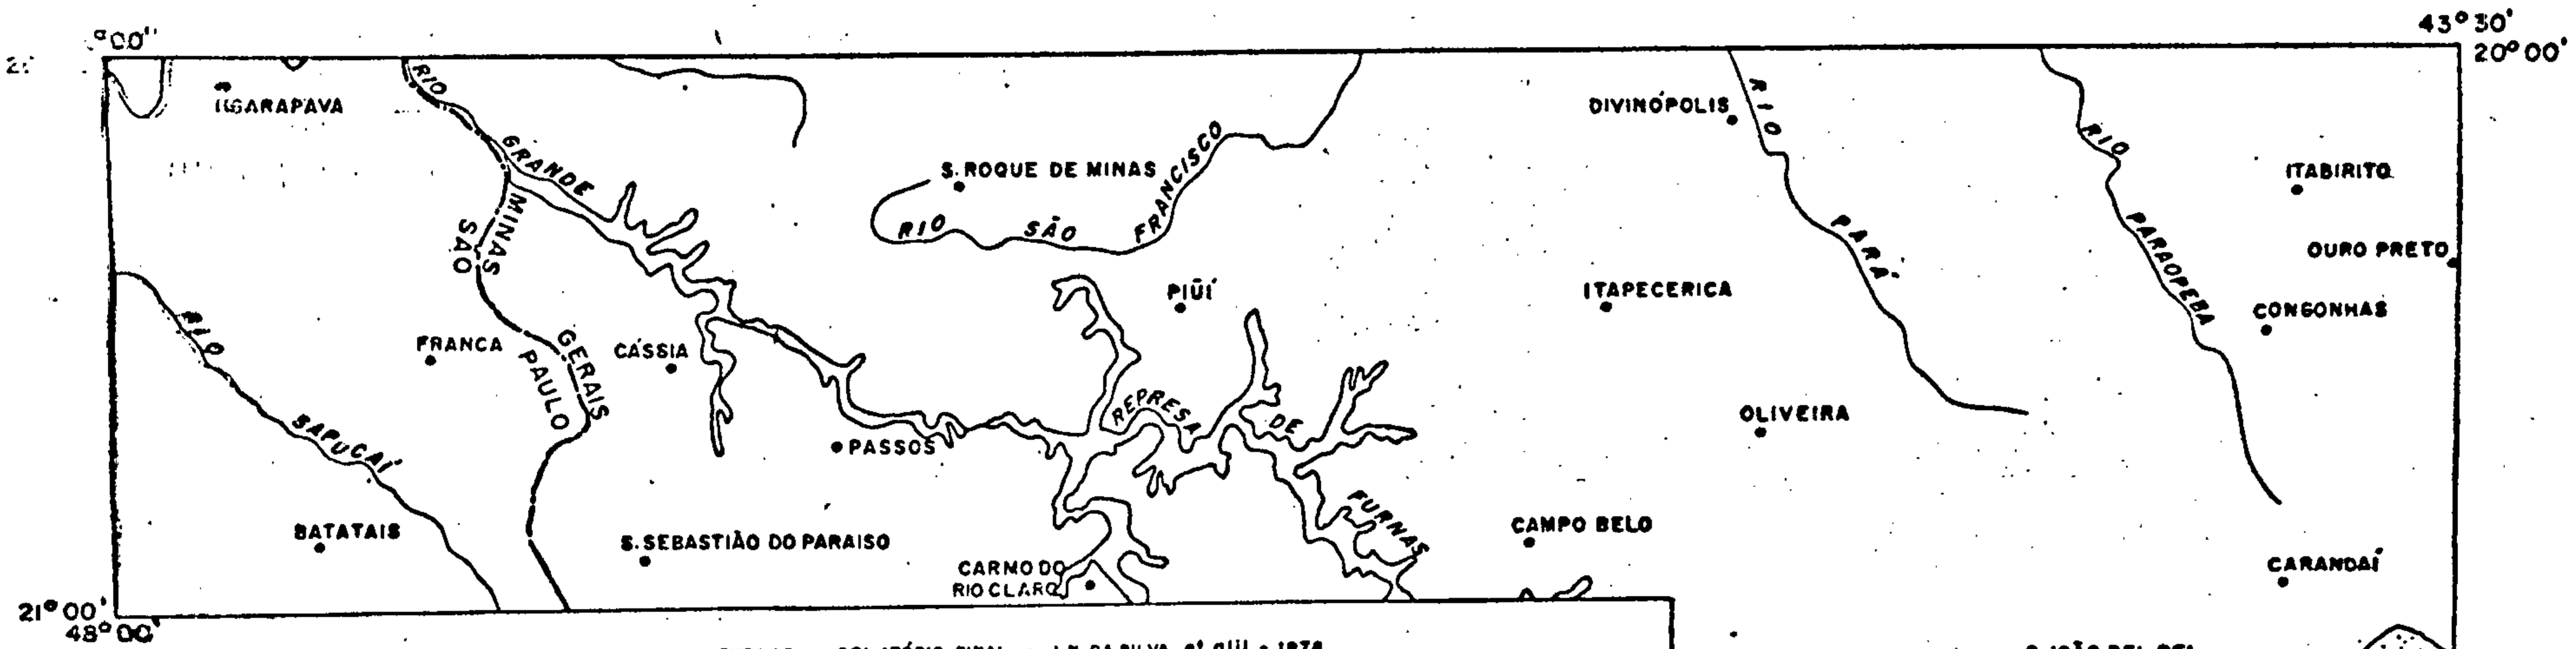 43°30'
20°00'
IGARAPAVA
RIO GRANDE
DIVINÓPOLIS
RIO PARÁ
RIO PARAOPEBA
S. ROQUE DE MINAS
RIO SÃO FRANCISCO
ITABIRITO
MINAS GERAIS
SÃO PAULO
OURO PRETO
PIŨÍ
ITAPECERICA
CONGONHAS
RIO SAPUCAÍ
FRANCA
CÁSSIA
REPRESA DE FURNAS
OLIVEIRA
PASSOS
BATATAIS
S. SEBASTIÃO DO PARAISO
CAMPO BELO
CARMO DO
RIO CLARO
CARANDAÍ
21°00'
48°00'